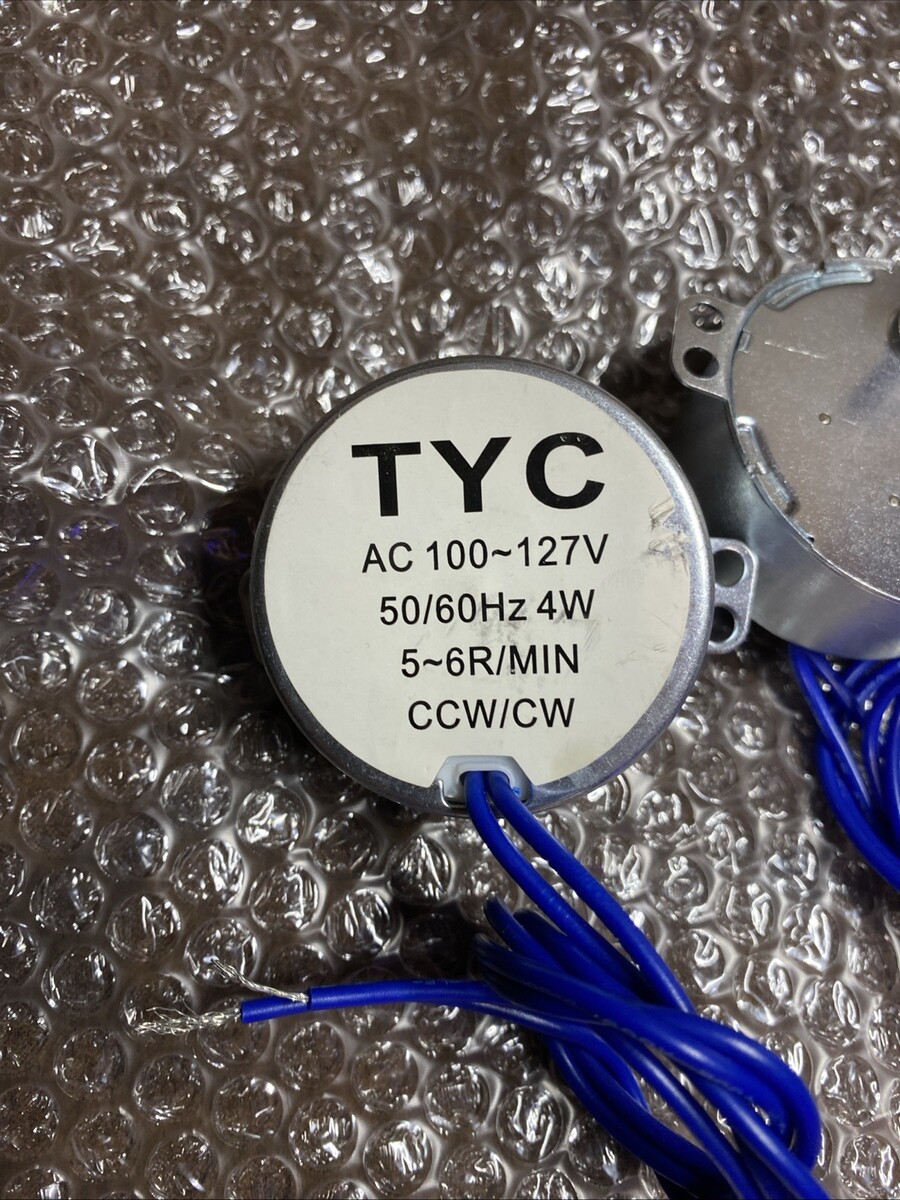 TYC
AC 100~127V
50/60Hz 4W
5~6R/MIN
CCW/CW